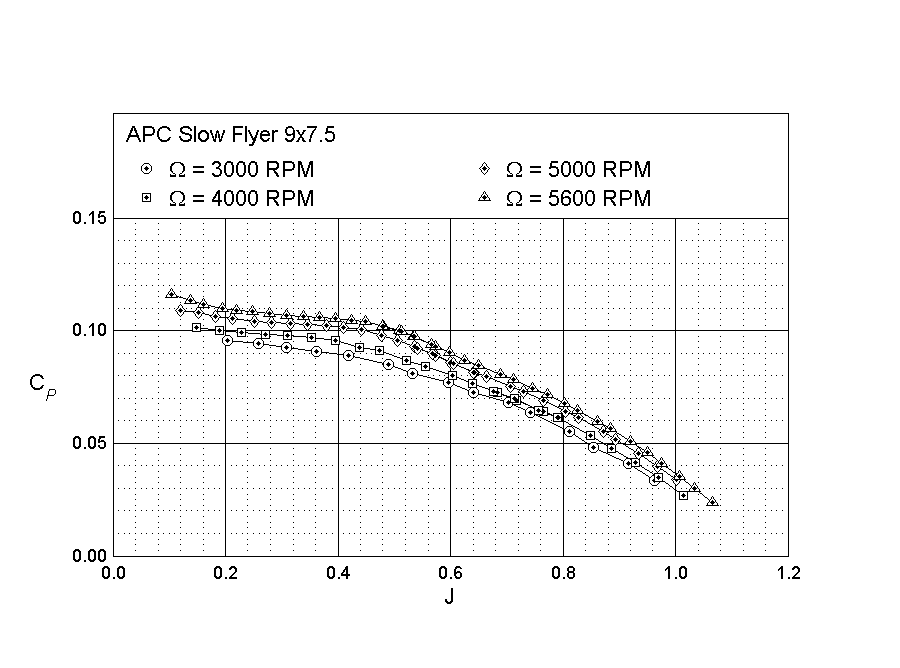 APC Slow Flyer 9x7.5
Ω = 3000 RPM
Ω = 4000 RPM
Ω = 5000 RPM
Ω = 5600 RPM
0.15
0.10
0.05
0.00
C_P
0.0 0.2 0.4 0.6 0.8 1.0 1.2
J